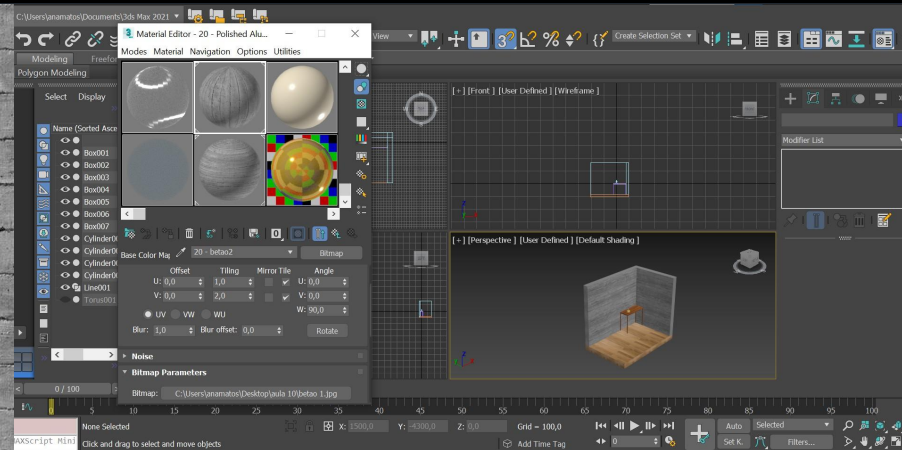 C:\Users\anamatos\Documents\3ds Max 2021
Material Editor - 20 - Polished Alu...
Modes Material Navigation Options Utilities
View
Create Selection Set
Modeling Freefor
Polygon Modeling
Select Display
Name (Sorted Asce
Box001
Box002
Box003
Box004
Box005
Box006
Box007
Cylinder0
Cylinder0
Cylinder0
Line001
Torus001
Base Color Map
20 - betao2
Bitmap
Offset Tiling Mirror Tile Angle
U: 0,0 1,0 U: 0,0
V: 0,0 2,0 V: 0,0
W: 90,0
UV VW WU
Blur: 1,0 Blur offset: 0,0 Rotate
Noise
Bitmap Parameters
Bitmap: C:\Users\anamatos\Desktop\aula 10\betao 1.jpg
[+] [Front ] [User Defined ] [Wireframe ]
[+] [Perspective ] [User Defined ] [Default Shading ]
Modifier List
0 / 100
5 10 15 20 25 30 35 40 45 50 55 60 65 70 75 80 85 90 95 100
None Selected
X: 1500,0 Y: -4300,0 Z: 0,0 Grid = 100,0
Auto Selected
MAXScript Mini
Click and drag to select and move objects
Add Time Tag
0
Set K. Filters...